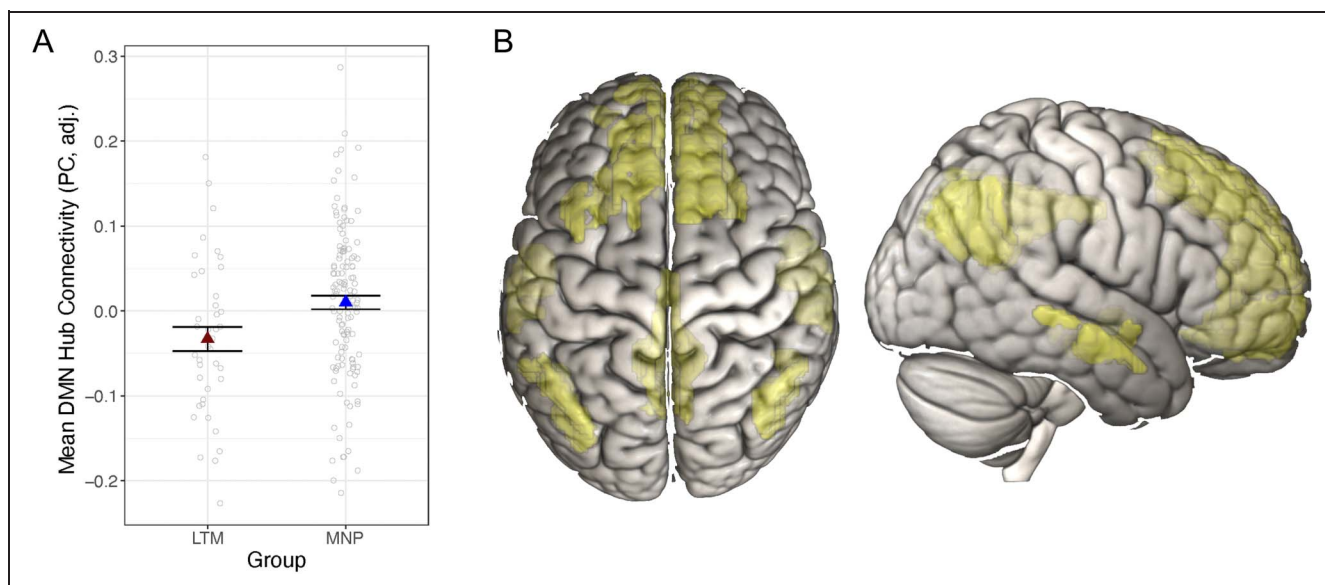 A
B
Mean DMN Hub Connectivity (PC, adj.)
0.3
0.2
0.1
0.0
−0.1
−0.2
LTM MNP
Group